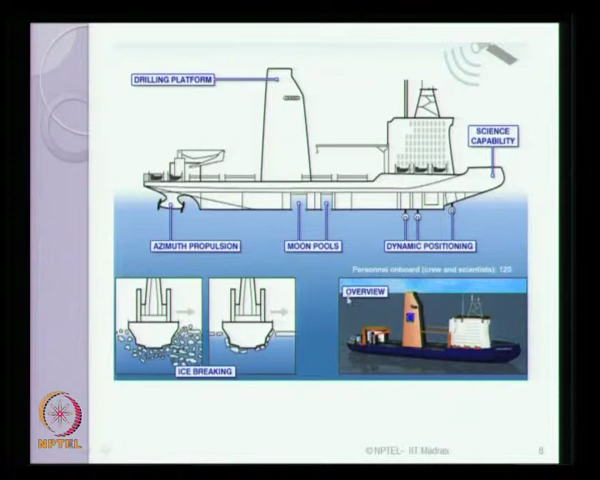 DRILLING PLATFORM
SCIENCE
CAPABILITY
AZIMUTH PROPULSION
MOON POOLS
DYNAMIC POSITIONING
Personnel onboard (crew and scientists): 120
OVERVIEW
ICE BREAKING
NPTEL
©NPTEL- IIT Madras
8